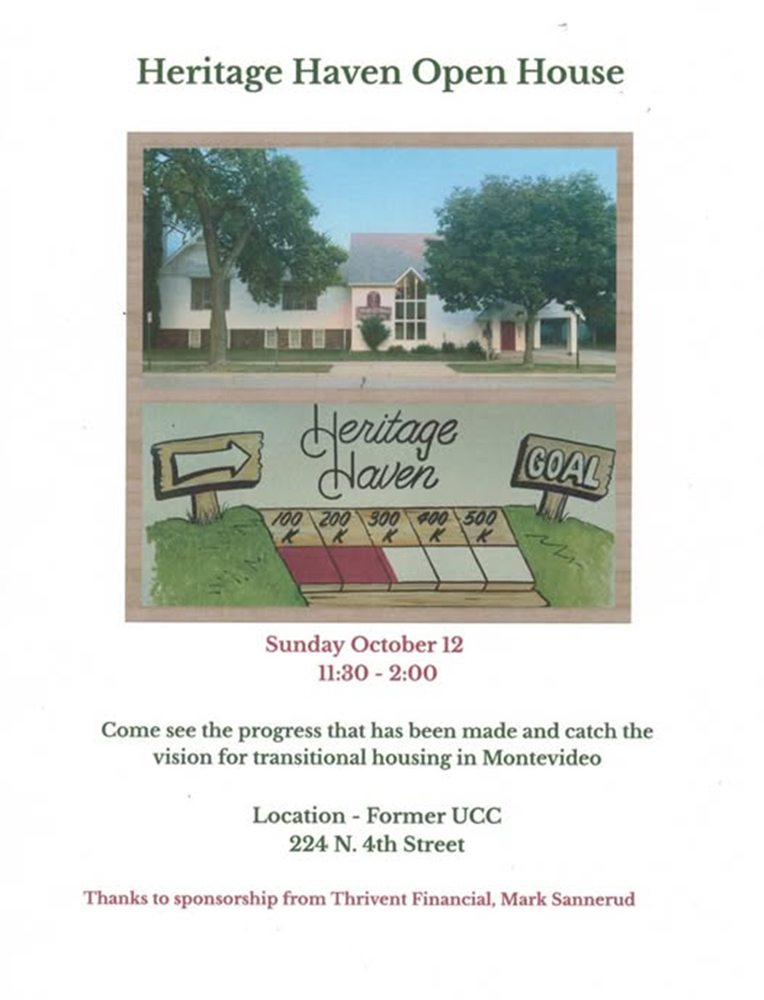 Heritage Haven Open House
Heritage
Haven
GOAL
100 200 300 400 500
K K K K K
Sunday October 12
11:30 - 2:00
Come see the progress that has been made and catch the
vision for transitional housing in Montevideo
Location - Former UCC
224 N. 4th Street
Thanks to sponsorship from Thrivent Financial, Mark Sannerud